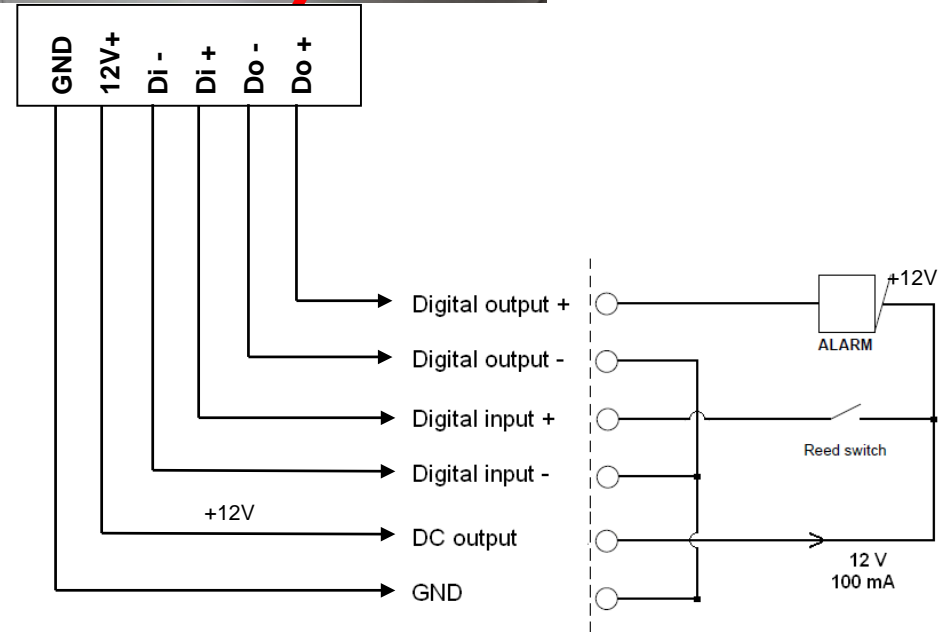 GND
12V+
Di -
Di +
Do -
Do +
+12V
Digital output +
ALARM
Digital output -
Digital input +
Reed switch
Digital input -
+12V
DC output
12 V
100 mA
GND